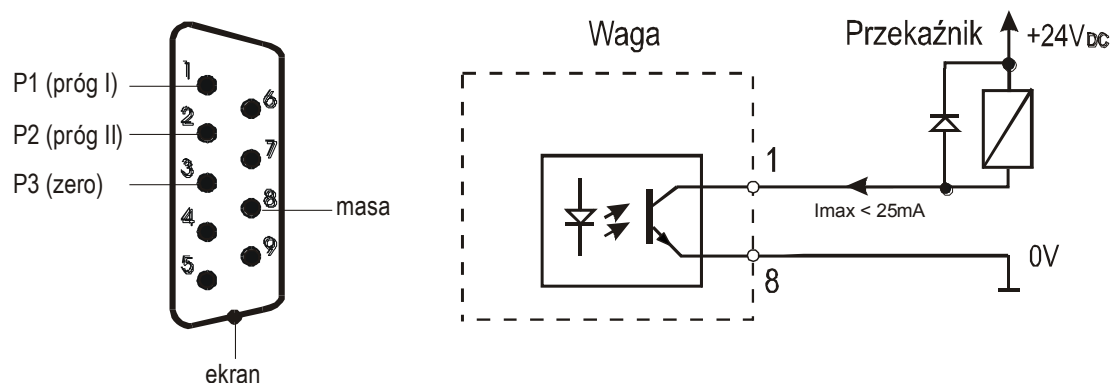 P1 (próg I)
P2 (próg II)
P3 (zero)
1
2
3
4
5
6
7
8
9
masa
ekran
Waga
Przekaźnik
+24VDC
1
Imax < 25mA
8
0V